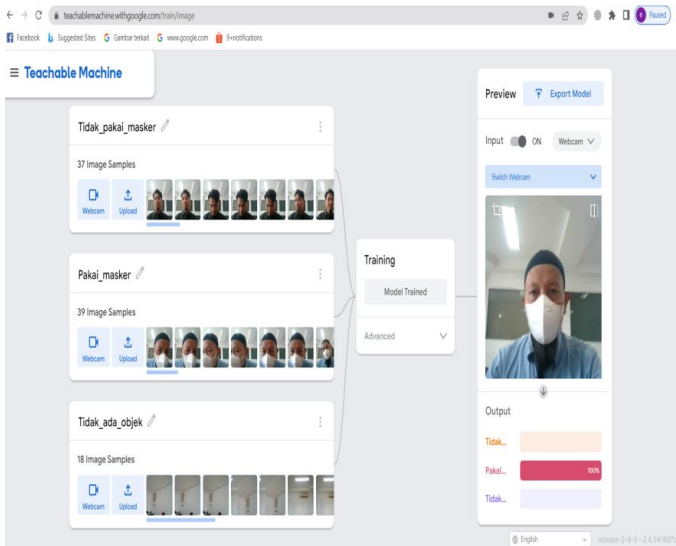 teachablemachine.withgoogle.com/train/image
Paused
Facebook
Suggested Sites
Gambar terkait
www.google.com
9+notifications
Teachable Machine
Tidak_pakai_masker
37 Image Samples
Webcam
Upload
Pakai_masker
39 Image Samples
Webcam
Upload
Tidak_ada_objek
18 Image Samples
Webcam
Upload
Training
Model Trained
Advanced
Preview
Export Model
Input
ON
Webcam
Switch Webcam
Output
Tidak...
Pakai...
100%
Tidak...
English